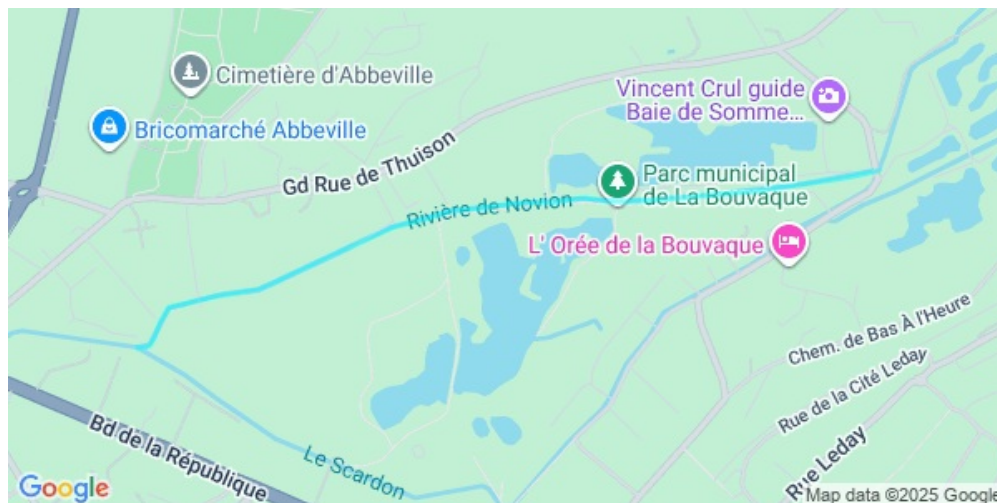 Cimetière d'Abbeville
Bricomarché Abbeville
Vincent Crul guide
Baie de Somme...
Gd Rue de Thuison
Parc municipal
de La Bouvaque
Rivière de Novion
L' Orée de la Bouvaque
Chem. de Bas À l'Heure
Rue de la Cité Leday
Rue Leday
Bd de la République
Le Scardon
Google
Map data ©2025 Google